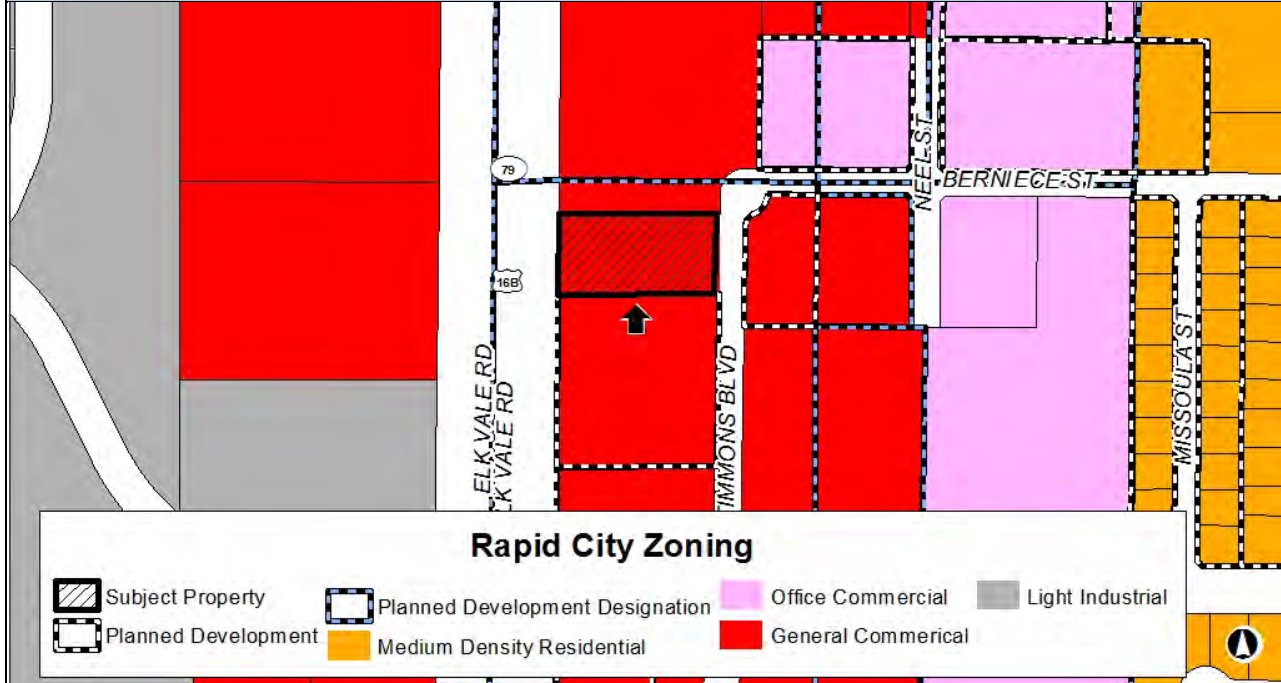 79
16B
NEEL ST
BERNIECE ST
ELK VALE RD
LK VALE RD
TIMMONS BLVD
MISSOULA ST
Rapid City Zoning
Subject Property
Planned Development Designation
Office Commercial
Light Industrial
Planned Development
Medium Density Residential
General Commerical